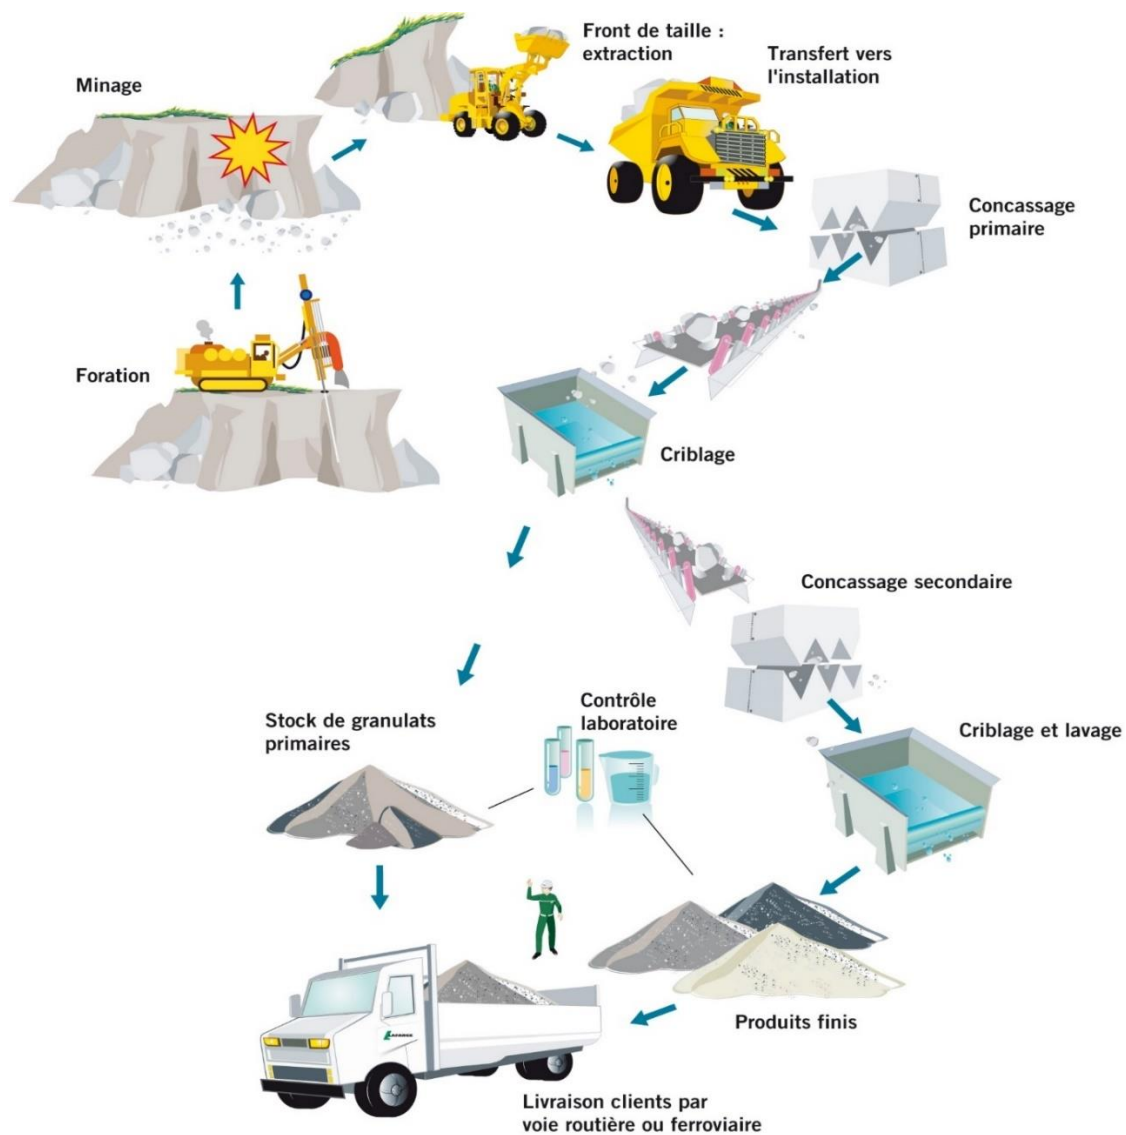 Front de taille :
extraction
Transfert vers
l'installation
Minage
Concassage
primaire
Foration
Criblage
Concassage secondaire
Contrôle
laboratoire
Stock de granulats
primaires
Criblage et lavage
Produits finis
LAFARGE
Livraison clients par
voie routière ou ferroviaire